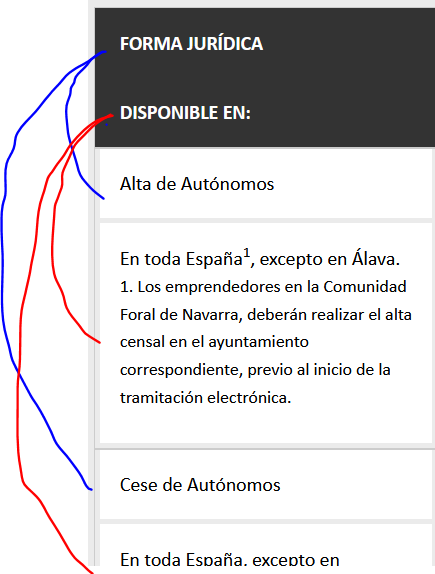 FORMA JURÍDICA
DISPONIBLE EN:
Alta de Autónomos
En toda España¹, excepto en Álava.
1. Los emprendedores en la Comunidad
Foral de Navarra, deberán realizar el alta
censal en el ayuntamiento
correspondiente, previo al inicio de la
tramitación electrónica.
Cese de Autónomos
En toda España, excepto en